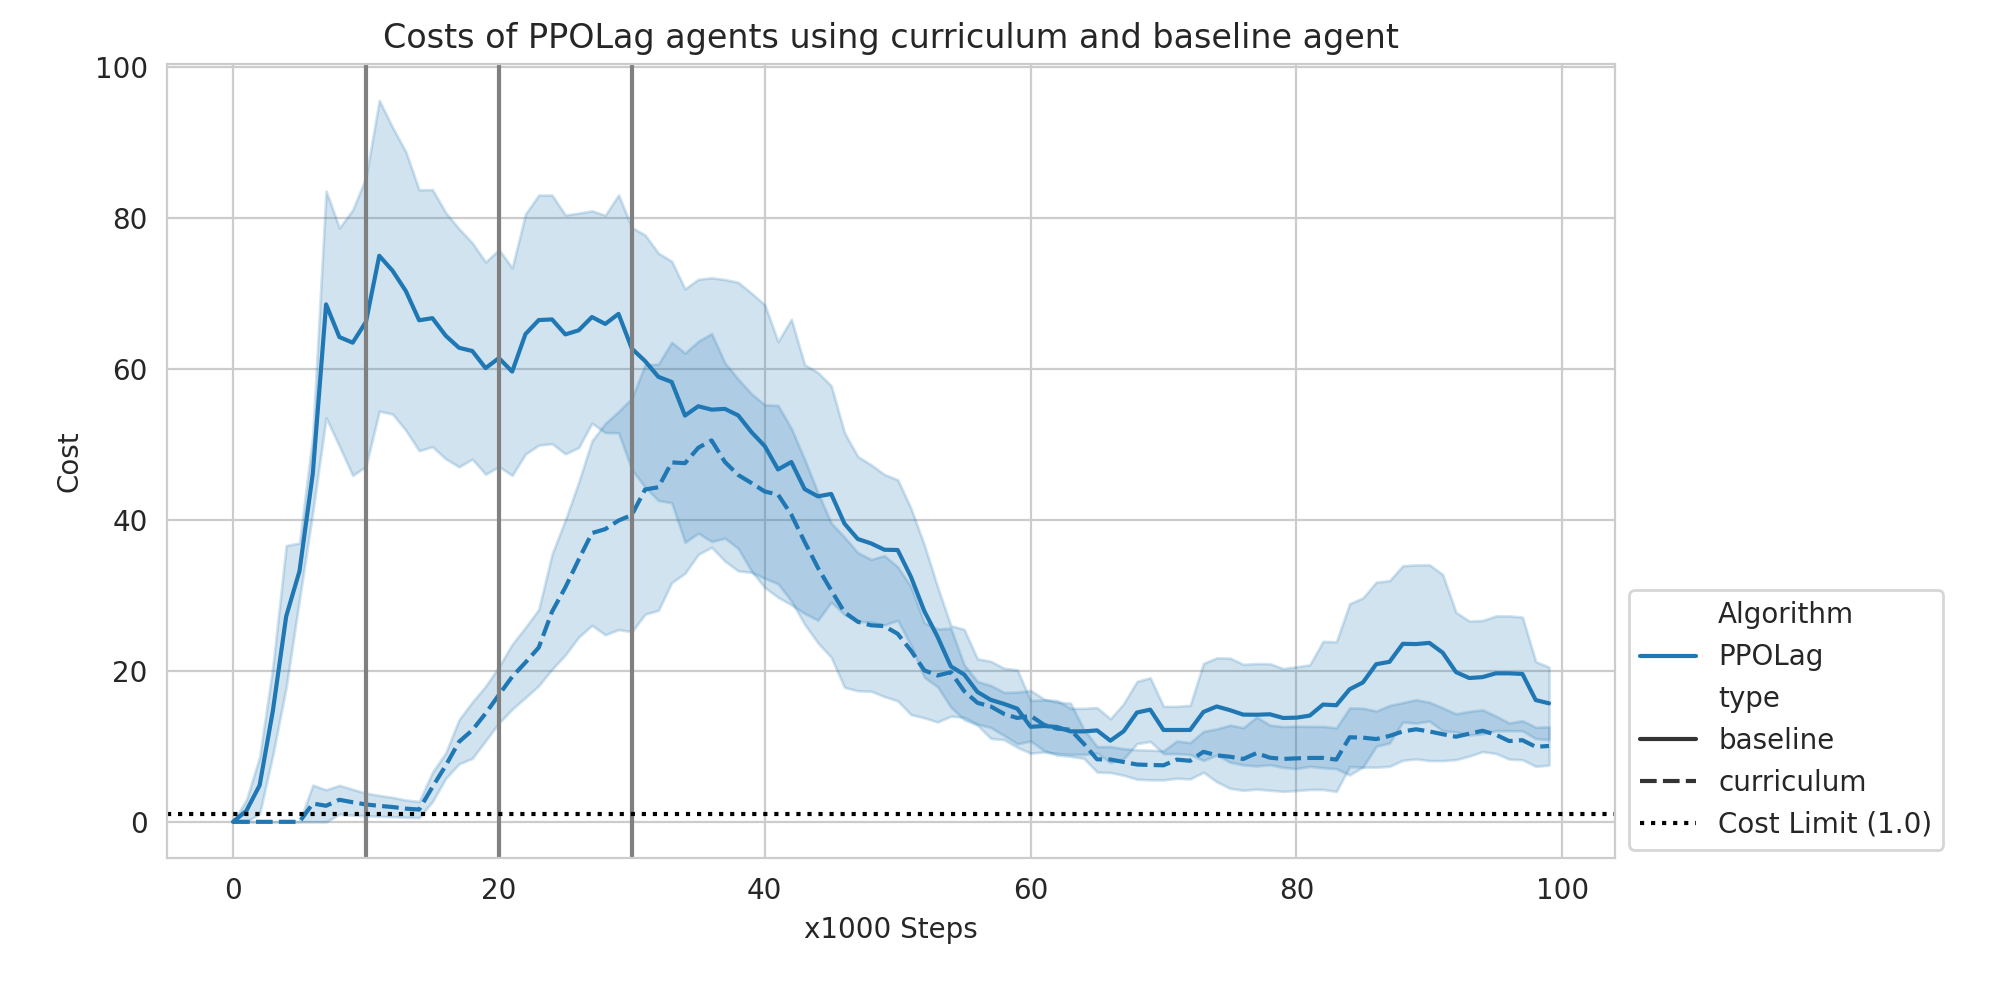 Costs of PPOLag agents using curriculum and baseline agent
100
80
60
40
20
0
Cost
0 20 40 60 80 100
x1000 Steps
Algorithm
PPOLag
type
baseline
curriculum
Cost Limit (1.0)